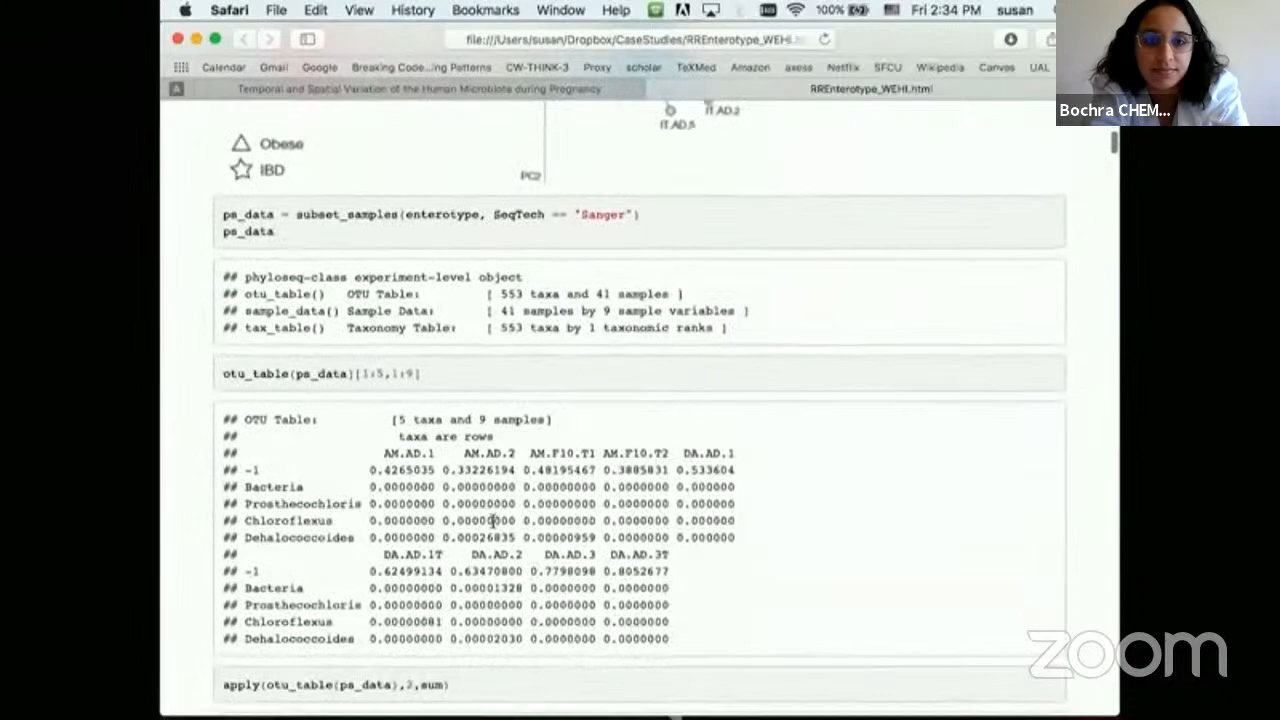 Safari File Edit View History Bookmarks Window Help 100% Fri 2:34 PM susan
file:///Users/susan/Dropbox/CaseStudies/RREnterotype_WEHI.h
Calendar Gmail Google Breaking Code...ing Patterns CW-THINK-3 Proxy scholar TeXMed Amazon axess Netflix SFCU Wikipedia Canvas UAL
Temporal and Spatial Variation of the Human Microbiota during Pregnancy RREnterotype_WEHI.html
Bochra CHEM...
IT.AD.2
IT.AD.5
Obese
IBD
PC2
ps_data = subset_samples(enterotype, SeqTech == "Sanger")
ps_data
## phyloseq-class experiment-level object
## otu_table() OTU Table: [ 553 taxa and 41 samples ]
## sample_data() Sample Data: [ 41 samples by 9 sample variables ]
## tax_table() Taxonomy Table: [ 553 taxa by 1 taxonomic ranks ]
otu_table(ps_data)[1:5,1:9]
## OTU Table: [5 taxa and 9 samples]
## taxa are rows
## AM.AD.1 AM.AD.2 AM.F10.T1 AM.F10.T2 DA.AD.1
## -1 0.4265035 0.33226194 0.48195467 0.3885831 0.533604
## Bacteria 0.0000000 0.00000000 0.00000000 0.0000000 0.000000
## Prosthecochloris 0.0000000 0.00000000 0.00000000 0.0000000 0.000000
## Chloroflexus 0.0000000 0.00000000 0.00000000 0.0000000 0.000000
## Dehalococcoides 0.0000000 0.00026835 0.00000959 0.0000000 0.000000
## DA.AD.1T DA.AD.2 DA.AD.3 DA.AD.3T
## -1 0.62499134 0.63470800 0.7798098 0.8052677
## Bacteria 0.00000000 0.00001328 0.0000000 0.0000000
## Prosthecochloris 0.00000000 0.00000000 0.0000000 0.0000000
## Chloroflexus 0.00000081 0.00000000 0.0000000 0.0000000
## Dehalococcoides 0.00000000 0.00002030 0.0000000 0.0000000
apply(otu_table(ps_data),2,sum)
zoom